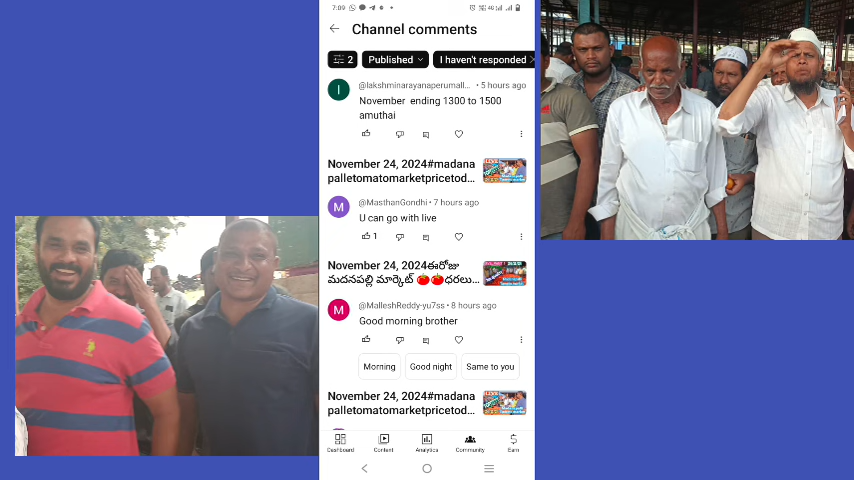 7:09
Channel comments
2
Published
I haven't responded
I
@lakshminarayanaperumall... • 5 hours ago
November ending 1300 to 1500
amuthai
November 24, 2024#madana
palletomatomarketpricetod...
M
@MasthanGondhi • 7 hours ago
U can go with live
1
November 24, 2024ఈరోజు
మదనపల్లి మార్కెట్ 🍅🍅ధరలు...
M
@MalleshReddy-yu7ss • 8 hours ago
Good morning brother
Morning
Good night
Same to you
November 24, 2024#madana
palletomatomarketpricetod...
Dashboard
Content
Analytics
Community
Earn